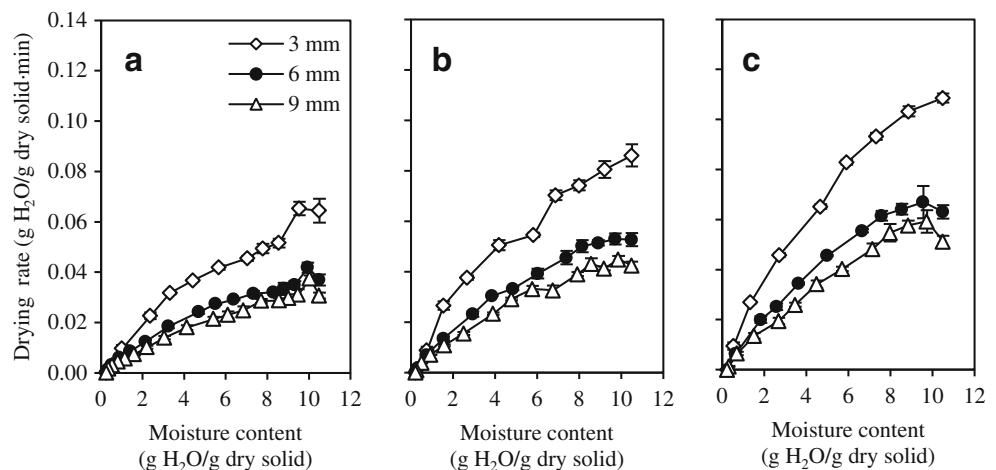 Drying rate (g H₂O/g dry solid·min)
0.14
0.12
0.10
0.08
0.06
0.04
0.02
0.00
a
3 mm
6 mm
9 mm
b
c
0 2 4 6 8 10 12
0 2 4 6 8 10 12
0 2 4 6 8 10 12
Moisture content
(g H₂O/g dry solid)
Moisture content
(g H₂O/g dry solid)
Moisture content
(g H₂O/g dry solid)